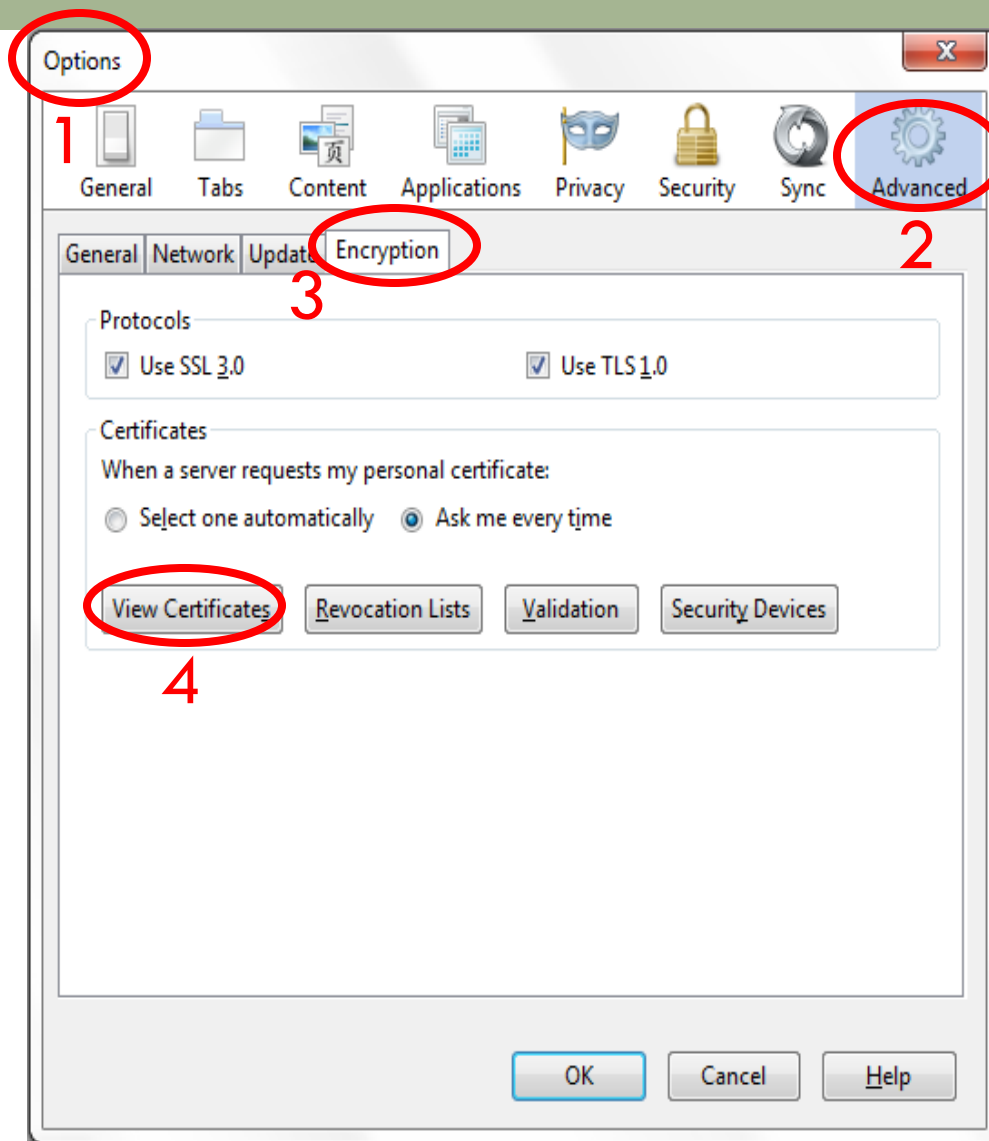 Options
X
1
页
General Tabs Content Applications Privacy Security Sync Advanced
2
General Network Update Encryption
3
Protocols
Use SSL 3.0 Use TLS 1.0
Certificates
When a server requests my personal certificate:
Select one automatically Ask me every time
View Certificates Revocation Lists Validation Security Devices
4
OK Cancel Help